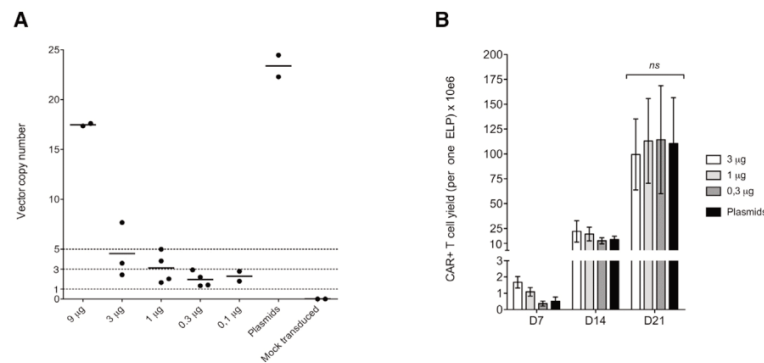 A
Vector copy number
25
20
15
10
5
3
1
0
9 µg
3 µg
1 µg
0.3 µg
0,1 µg
Plasmids
Mock transduced
B
CAR+ T cell yield (per one ELP) x 10e6
200
175
150
125
100
75
50
25
10
3
2
1
0
D7
D14
D21
ns
3 µg
1 µg
0,3 µg
Plasmids